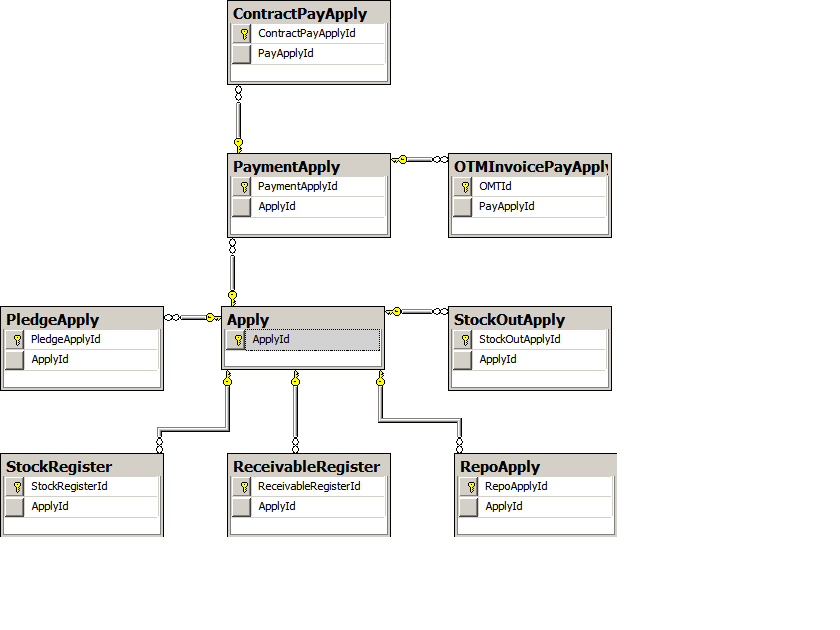 ContractPayApply
ContractPayApplyId
PayApplyId
PaymentApply
PaymentApplyId
ApplyId
OTMInvoicePayApply
OMTId
PayApplyId
PledgeApply
PledgeApplyId
ApplyId
Apply
ApplyId
StockOutApply
StockOutApplyId
ApplyId
StockRegister
StockRegisterId
ApplyId
ReceivableRegister
ReceivableRegisterId
ApplyId
RepoApply
RepoApplyId
ApplyId